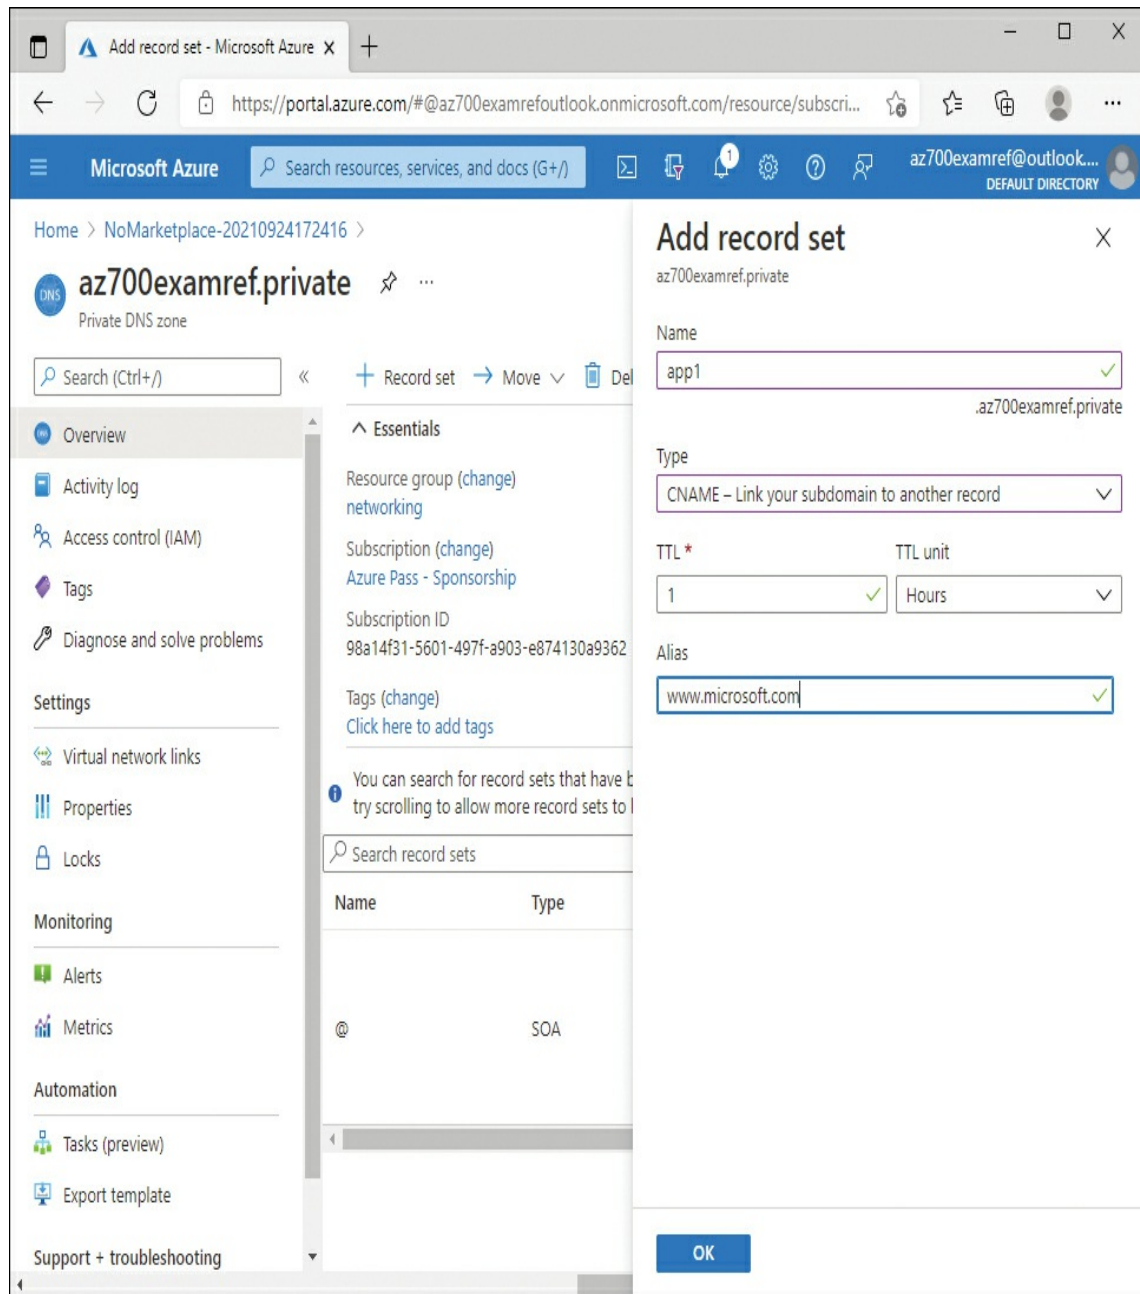 Add record set - Microsoft Azure
https://portal.azure.com/#@az700examrefoutlook.onmicrosoft.com/resource/subscri...
Microsoft Azure
Search resources, services, and docs (G+/)
1
az700examref@outlook....
DEFAULT DIRECTORY
Home > NoMarketplace-20210924172416 >
DNS
az700examref.private
...
Private DNS zone
Search (Ctrl+/)
«
Overview
Activity log
Access control (IAM)
Tags
Diagnose and solve problems
Settings
Virtual network links
Properties
Locks
Monitoring
Alerts
Metrics
Automation
Tasks (preview)
Export template
Support + troubleshooting
+ Record set
Move
Del
Essentials
Resource group (change)
networking
Subscription (change)
Azure Pass - Sponsorship
Subscription ID
98a14f31-5601-497f-a903-e874130a9362
Tags (change)
Click here to add tags
You can search for record sets that have b
try scrolling to allow more record sets to l
Search record sets
Name Type
@ SOA
Add record set
az700examref.private
Name
app1
.az700examref.private
Type
CNAME – Link your subdomain to another record
TTL * TTL unit
1 Hours
Alias
www.microsoft.com
OK